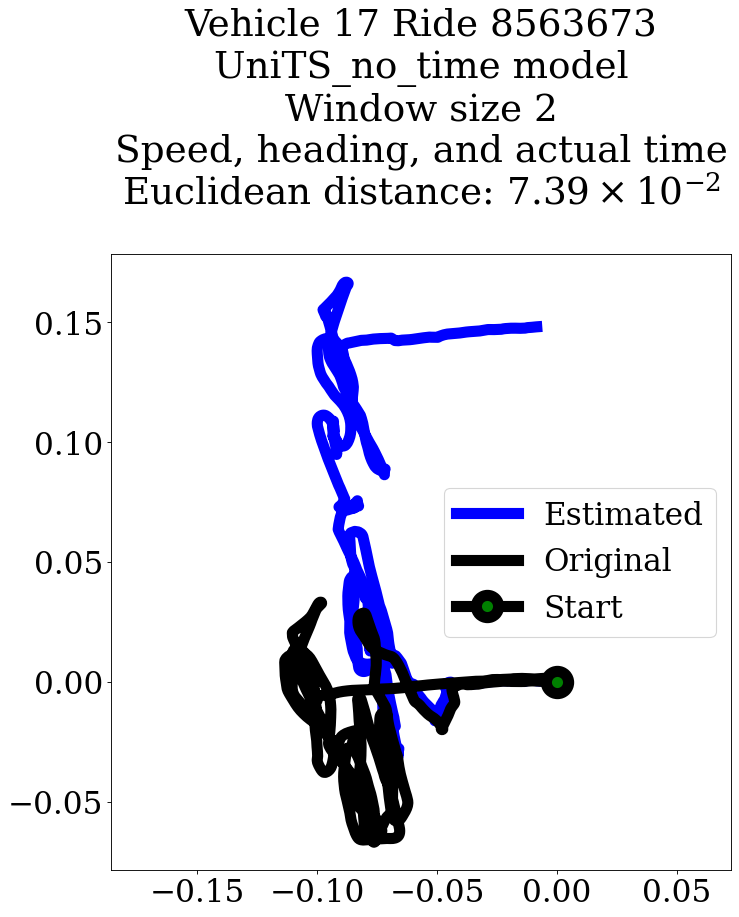 Vehicle 17 Ride 8563673
UniTS_no_time model
Window size 2
Speed, heading, and actual time
Euclidean distance: 7.39 × 10⁻²
0.15
0.10
0.05
0.00
−0.05
Estimated
Original
Start
−0.15
−0.10
−0.05
0.00
0.05